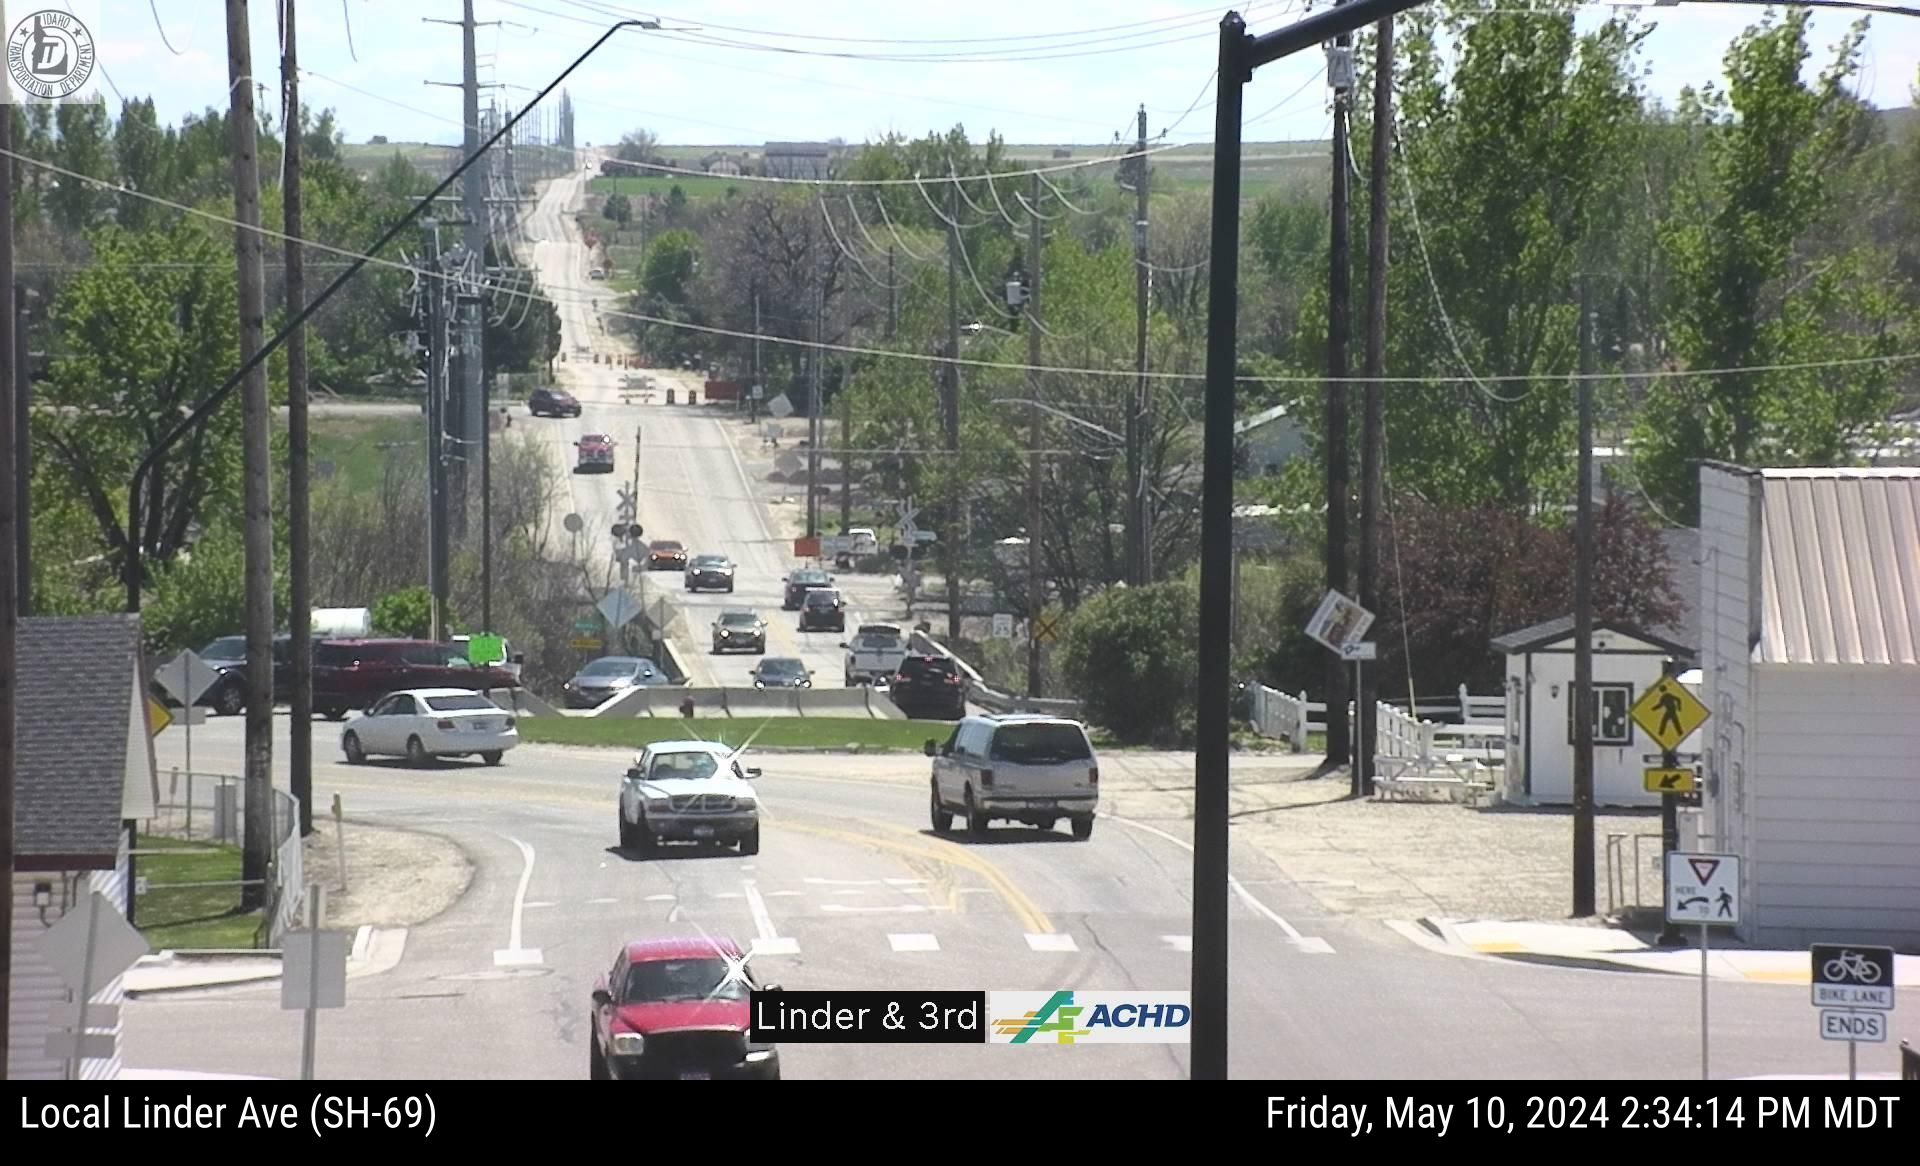 IDAHO
TRANSPORTATION DEPARTMENT
HERE
TO
BIKE LANE
ENDS
Linder & 3rd
ACHD
Local Linder Ave (SH-69)
Friday, May 10, 2024 2:34:14 PM MDT